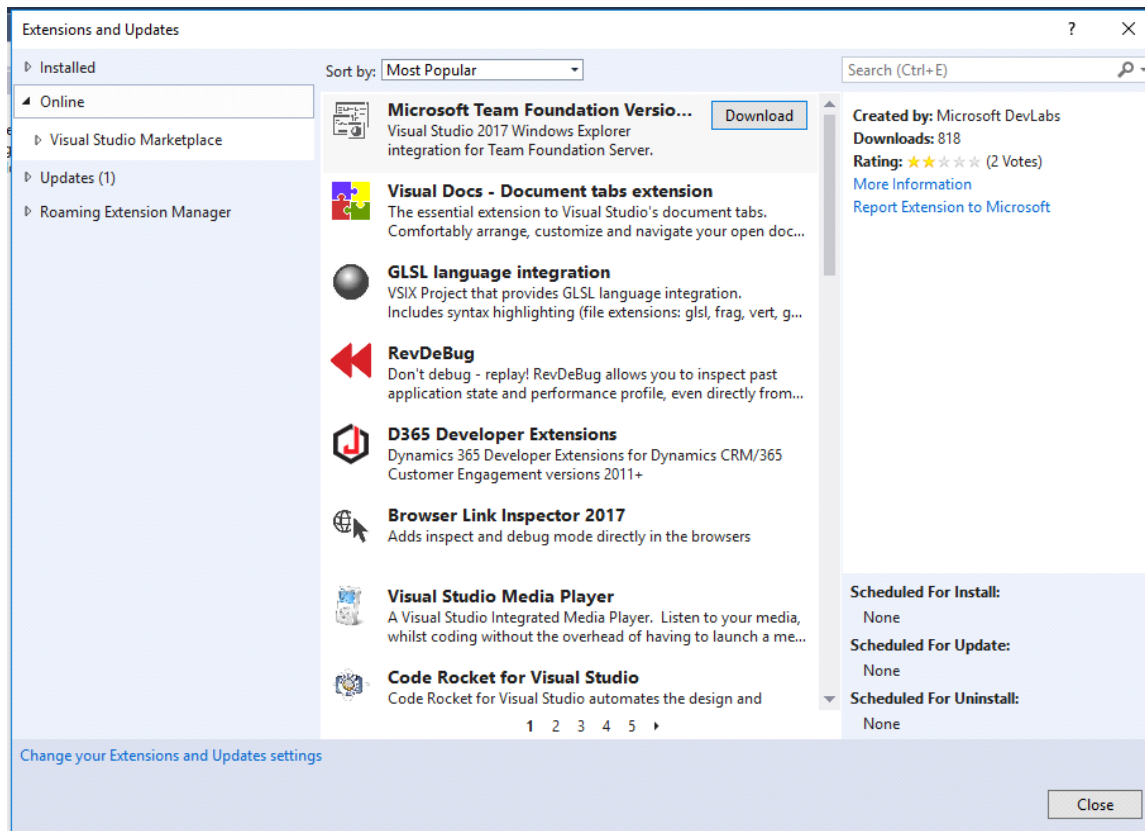 Extensions and Updates
? ×
Installed
Online
Visual Studio Marketplace
Updates (1)
Roaming Extension Manager
Sort by: Most Popular
Microsoft Team Foundation Versio...
Download
Visual Studio 2017 Windows Explorer
integration for Team Foundation Server.
Visual Docs - Document tabs extension
The essential extension to Visual Studio's document tabs.
Comfortably arrange, customize and navigate your open doc...
GLSL language integration
VSIX Project that provides GLSL language integration.
Includes syntax highlighting (file extensions: glsl, frag, vert, g...
RevDeBug
Don't debug - replay! RevDeBug allows you to inspect past
application state and performance profile, even directly from...
D365 Developer Extensions
Dynamics 365 Developer Extensions for Dynamics CRM/365
Customer Engagement versions 2011+
Browser Link Inspector 2017
Adds inspect and debug mode directly in the browsers
Visual Studio Media Player
A Visual Studio Integrated Media Player. Listen to your media,
whilst coding without the overhead of having to launch a me...
Code Rocket for Visual Studio
Code Rocket for Visual Studio automates the design and
1 2 3 4 5
Search (Ctrl+E)
Created by: Microsoft DevLabs
Downloads: 818
Rating: ★★☆☆☆ (2 Votes)
More Information
Report Extension to Microsoft
Scheduled For Install:
None
Scheduled For Update:
None
Scheduled For Uninstall:
None
Change your Extensions and Updates settings
Close